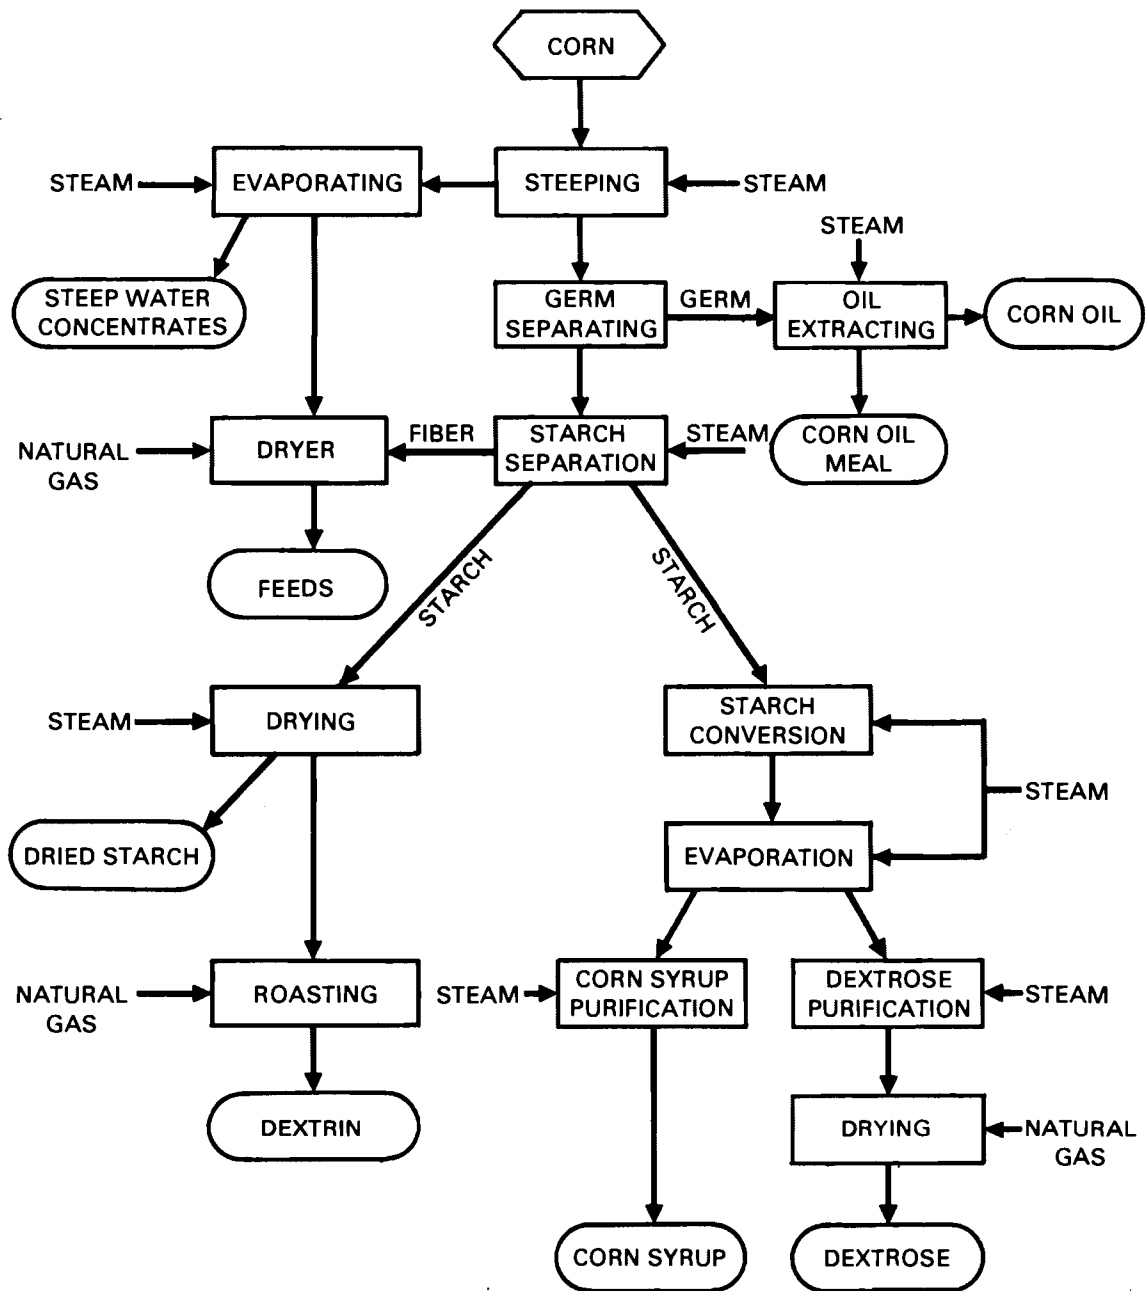 CORN
STEAM
EVAPORATING
STEEPING
STEAM
STEAM
STEEP WATER
CONCENTRATES
GERM
SEPARATING
GERM
OIL
EXTRACTING
CORN OIL
NATURAL
GAS
DRYER
FIBER
STARCH
SEPARATION
STEAM
CORN OIL
MEAL
FEEDS
STARCH
STARCH
STEAM
DRYING
STARCH
CONVERSION
STEAM
DRIED STARCH
EVAPORATION
NATURAL
GAS
ROASTING
STEAM
CORN SYRUP
PURIFICATION
DEXTROSE
PURIFICATION
STEAM
DEXTRIN
DRYING
NATURAL
GAS
CORN SYRUP
DEXTROSE